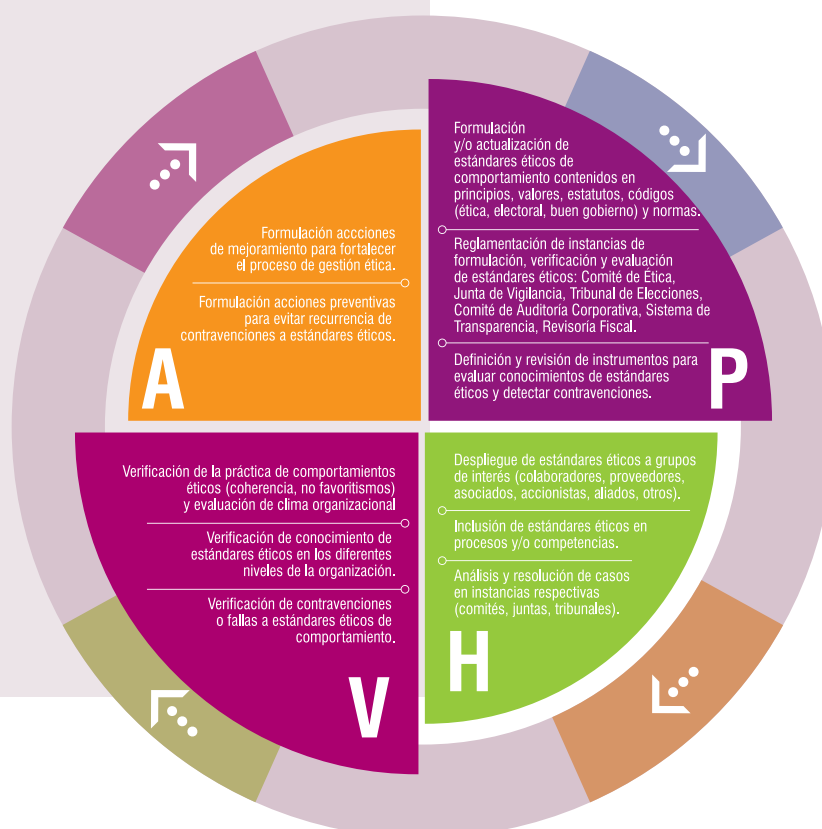 Formulación
y/o actualización de
estándares éticos de
comportamiento contenidos en
principios, valores, estatutos, códigos
(ética, electoral, buen gobierno) y normas.
Reglamentación de instancias de
formulación, verificación y evaluación
de estándares éticos: Comité de Ética,
Junta de Vigilancia, Tribunal de Elecciones,
Comité de Auditoría Corporativa, Sistema de
Transparencia, Revisoría Fiscal.
Definición y revisión de instrumentos para
evaluar conocimientos de estándares
éticos y detectar contravenciones.
P
Despliegue de estándares éticos a grupos
de interés (colaboradores, proveedores,
asociados, accionistas, aliados, otros).
Inclusión de estándares éticos en
procesos y/o competencias.
Análisis y resolución de casos
en instancias respectivas
(comités, juntas, tribunales).
H
Verificación de la práctica de comportamientos
éticos (coherencia, no favoritismos)
y evaluación de clima organizacional
Verificación de conocimiento de
estándares éticos en los diferentes
niveles de la organización.
Verificación de contravenciones
o fallas a estándares éticos de
comportamiento.
V
Formulación accciones
de mejoramiento para fortalecer
el proceso de gestión ética.
Formulación acciones preventivas
para evitar recurrencia de
contravenciones a estándares éticos.
A